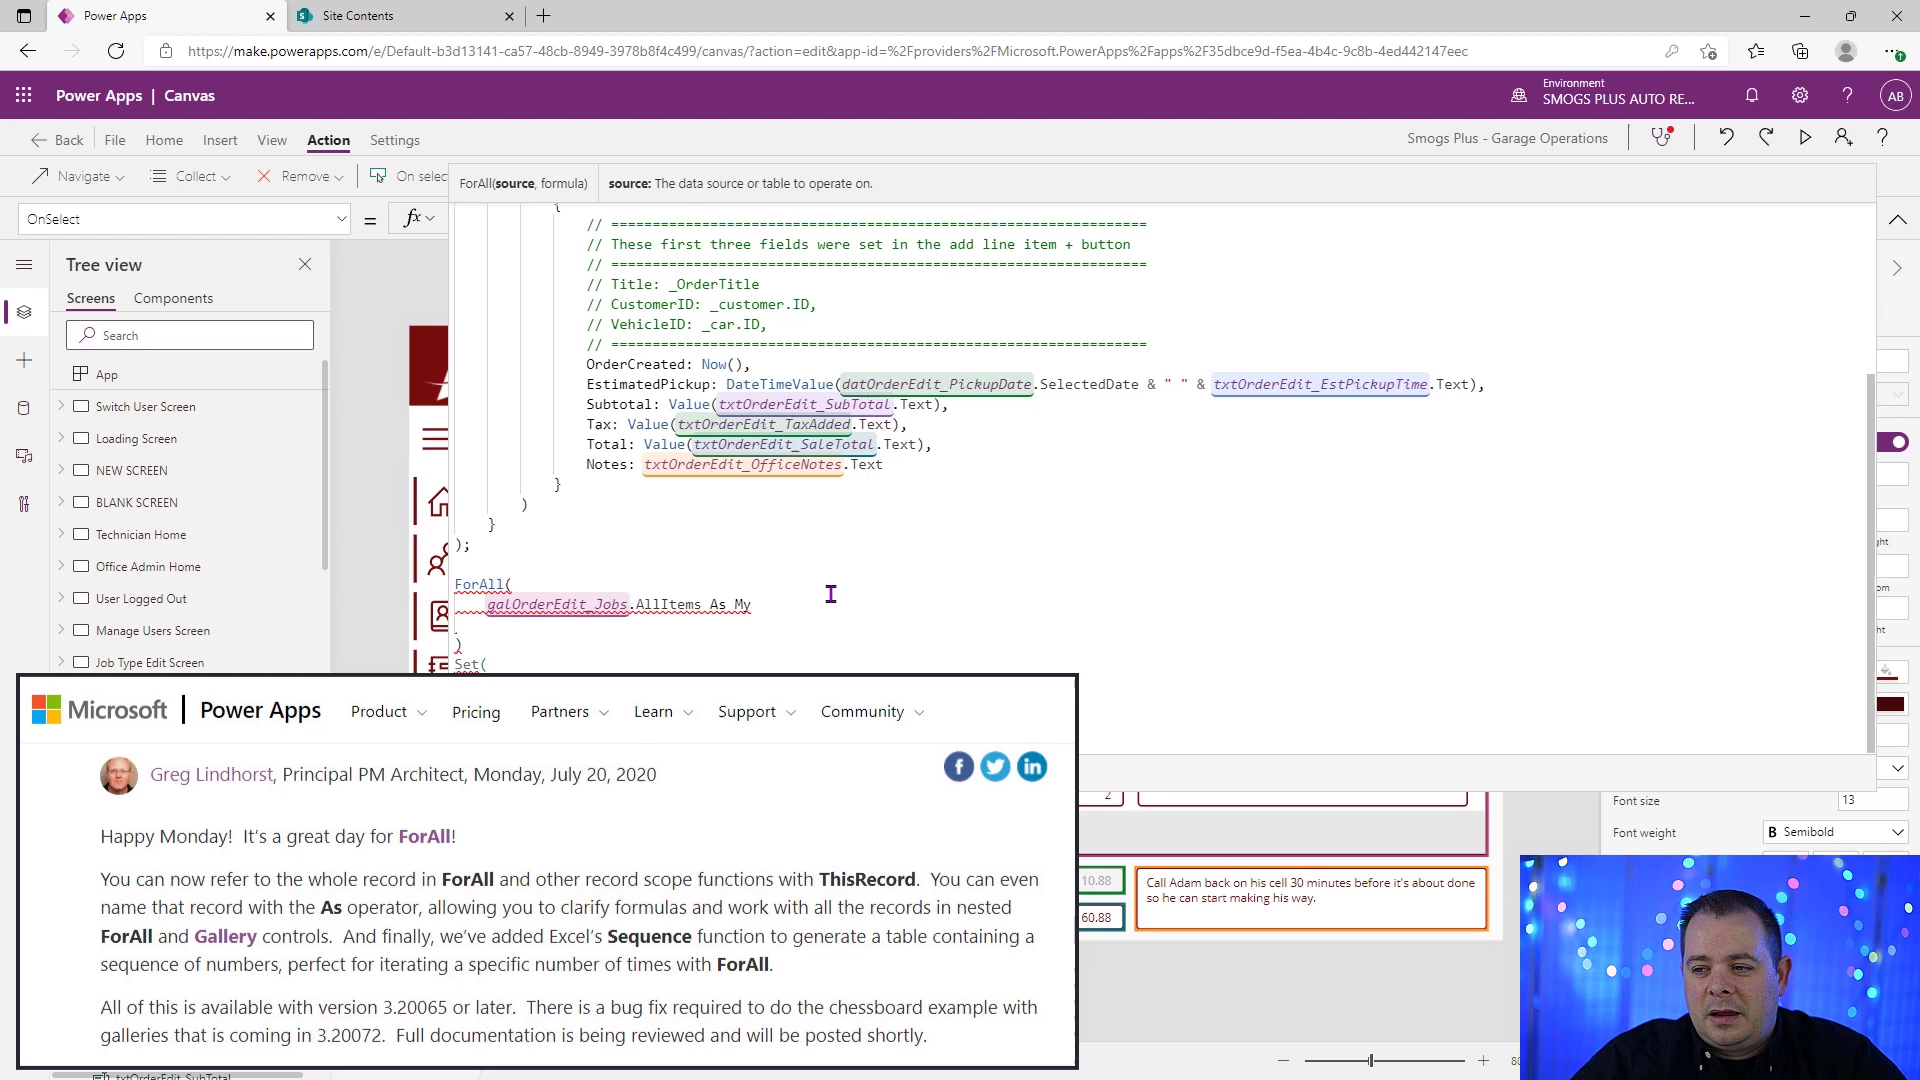 Power Apps
Site Contents
https://make.powerapps.com/e/Default-b3d13141-ca57-48cb-8949-3978b8f4c499/canvas/?action=edit&app-id=%2Fproviders%2FMicrosoft.PowerApps%2Fapps%2F35dbce9d-f5ea-4b4c-9c8b-4ed442147eec
Power Apps | Canvas
Environment
SMOGS PLUS AUTO RE...
AB
Back File Home Insert View Action Settings
Smogs Plus - Garage Operations
Navigate Collect Remove On selec
ForAll(source, formula) source: The data source or table to operate on.
OnSelect = fx
Tree view
Screens Components
Search
App
Switch User Screen
Loading Screen
NEW SCREEN
BLANK SCREEN
Technician Home
Office Admin Home
User Logged Out
Manage Users Screen
Job Type Edit Screen
txtOrderEdit_SubTotal
{
// ==================================================================
// These first three fields were set in the add line item + button
// ==================================================================
// Title: _OrderTitle
// CustomerID: _customer.ID,
// VehicleID: _car.ID,
// ==================================================================
OrderCreated: Now(),
EstimatedPickup: DateTimeValue(datOrderEdit_PickupDate.SelectedDate & " " & txtOrderEdit_EstPickupTime.Text),
Subtotal: Value(txtOrderEdit_SubTotal.Text),
Tax: Value(txtOrderEdit_TaxAdded.Text),
Total: Value(txtOrderEdit_SaleTotal.Text),
Notes: txtOrderEdit_OfficeNotes.Text
}
)
}
);
ForAll(
galOrderEdit_Jobs.AllItems As My
)
Set(
Microsoft | Power Apps Product Pricing Partners Learn Support Community
Greg Lindhorst, Principal PM Architect, Monday, July 20, 2020
Happy Monday! It's a great day for ForAll!
You can now refer to the whole record in ForAll and other record scope functions with ThisRecord. You can even
name that record with the As operator, allowing you to clarify formulas and work with all the records in nested
ForAll and Gallery controls. And finally, we've added Excel's Sequence function to generate a table containing a
sequence of numbers, perfect for iterating a specific number of times with ForAll.
All of this is available with version 3.20065 or later. There is a bug fix required to do the chessboard example with
galleries that is coming in 3.20072. Full documentation is being reviewed and will be posted shortly.
2
10.88
60.88
Call Adam back on his cell 30 minutes before it's about done
so he can start making his way.
ght
om
ht
Font size 13
Font weight B Semibold